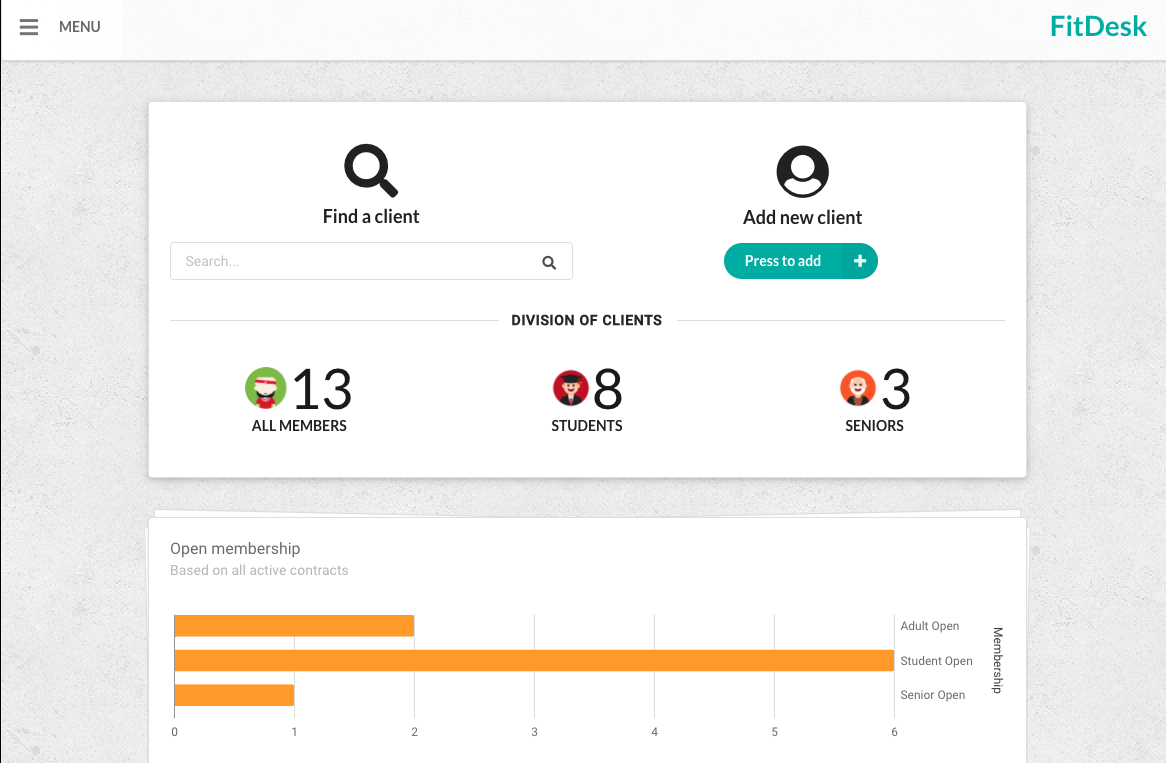 MENU
FitDesk
Find a client
Add new client
Search...
Press to add
DIVISION OF CLIENTS
13
ALL MEMBERS
8
STUDENTS
3
SENIORS
Open membership
Based on all active contracts
Adult Open
Student Open
Senior Open
Membership
0 1 2 3 4 5 6